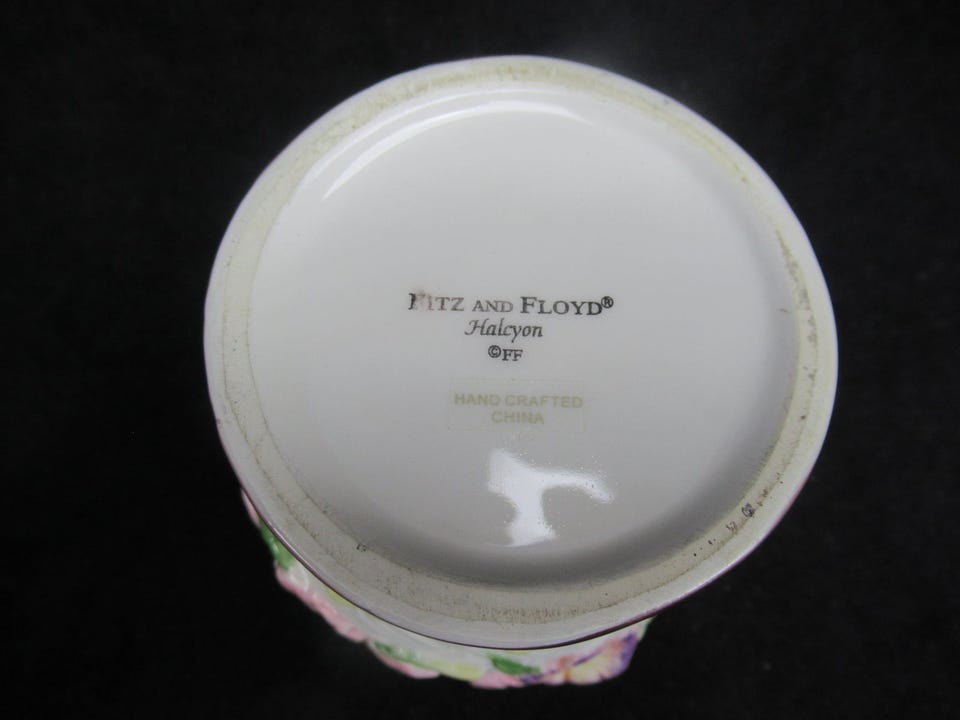 FITZ AND FLOYD®
Halcyon
©FF
HAND CRAFTED
CHINA